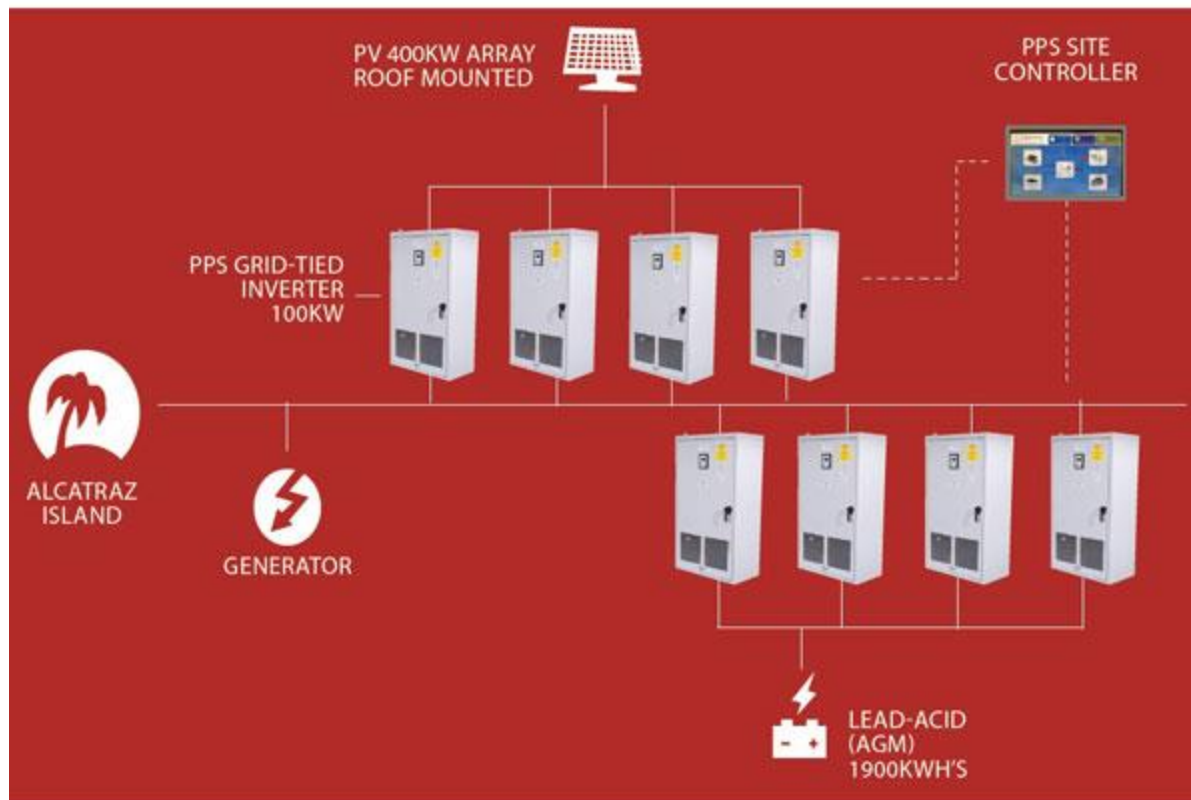 PV 400KW ARRAY
ROOF MOUNTED
PPS SITE
CONTROLLER
PPS GRID-TIED
INVERTER
100KW
ALCATRAZ
ISLAND
GENERATOR
LEAD-ACID
(AGM)
1900KWH'S